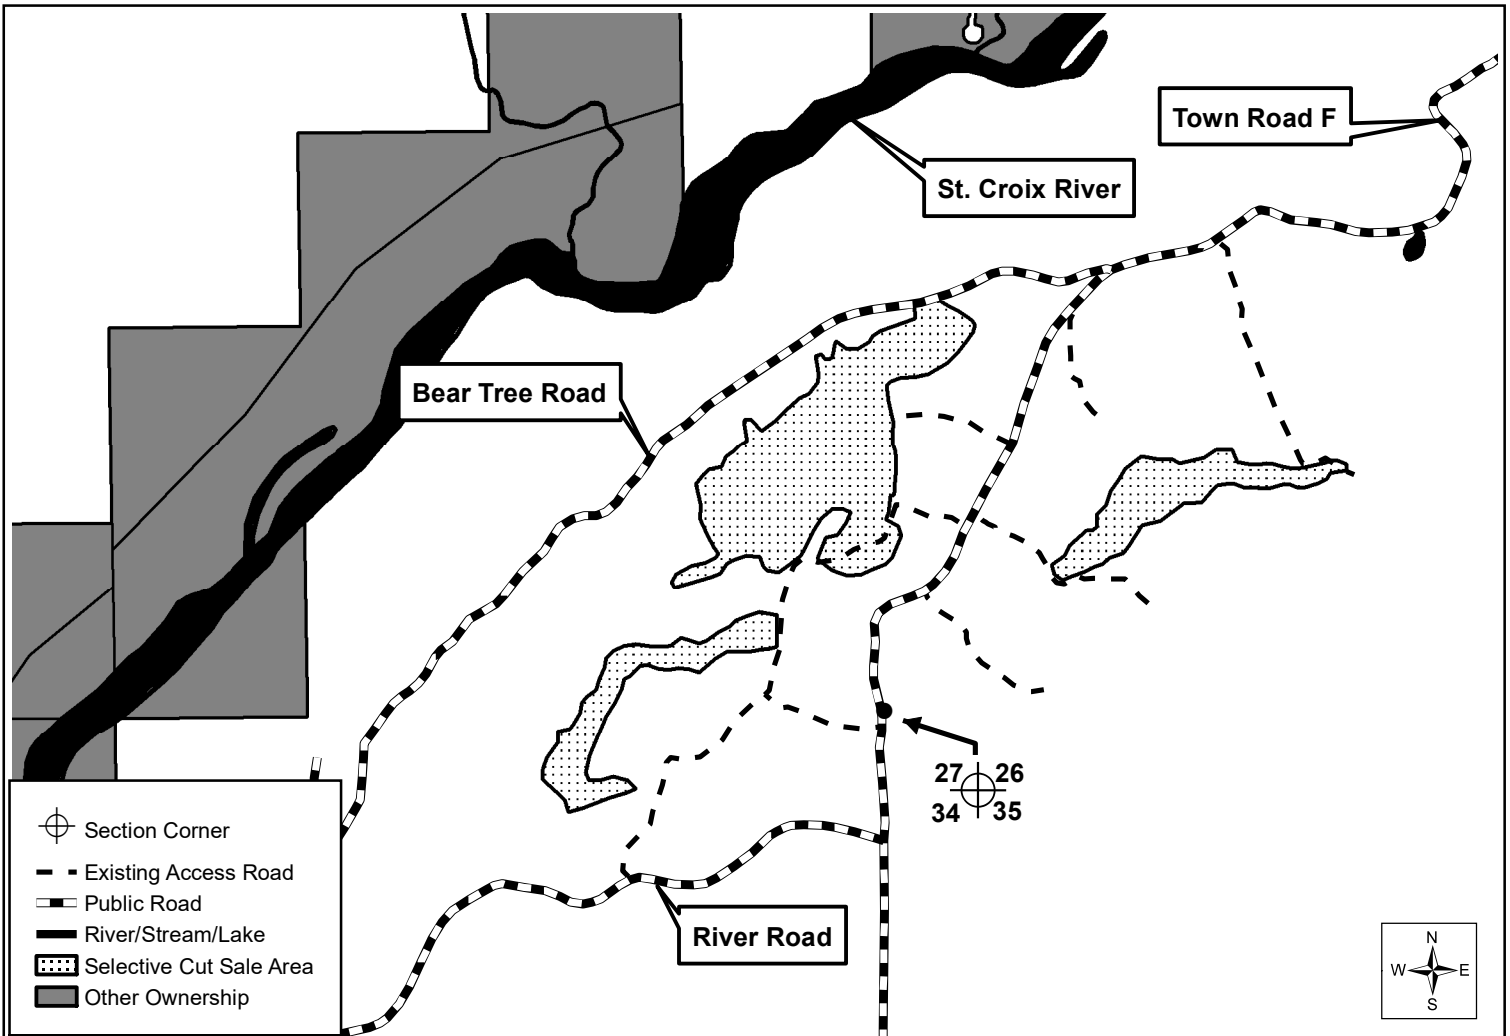 Town Road F
St. Croix River
Bear Tree Road
27 26
34 35
River Road
Section Corner
Existing Access Road
Public Road
River/Stream/Lake
Selective Cut Sale Area
Other Ownership
N
W E
S